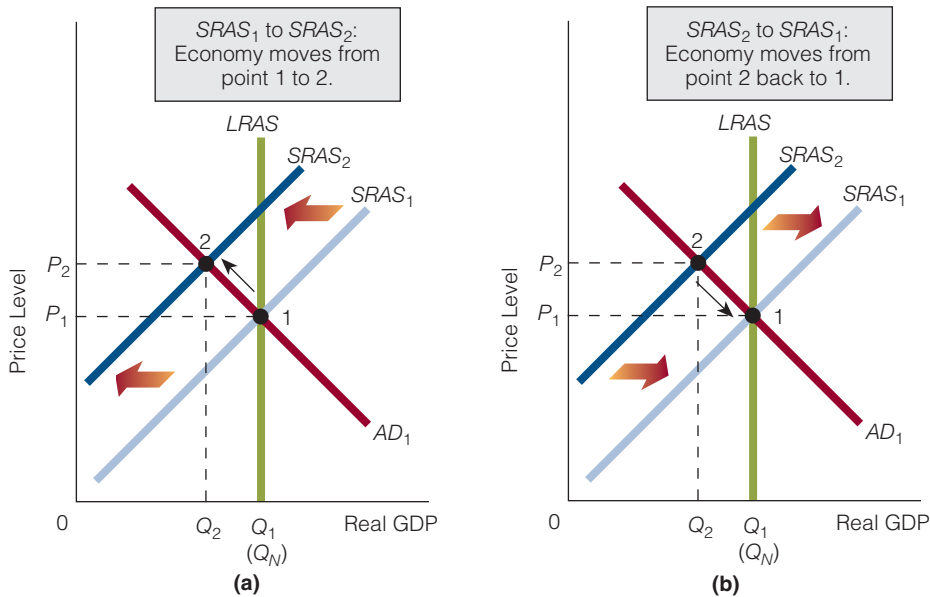 SRAS₁ to SRAS₂:
Economy moves from
point 1 to 2.
LRAS
SRAS₂
SRAS₁
2
P₂
P₁
1
Price Level
AD₁
0
Q₂
Q₁
Real GDP
(Q_N)
(a)
SRAS₂ to SRAS₁:
Economy moves from
point 2 back to 1.
LRAS
SRAS₂
SRAS₁
2
P₂
P₁
1
Price Level
AD₁
0
Q₂
Q₁
Real GDP
(Q_N)
(b)